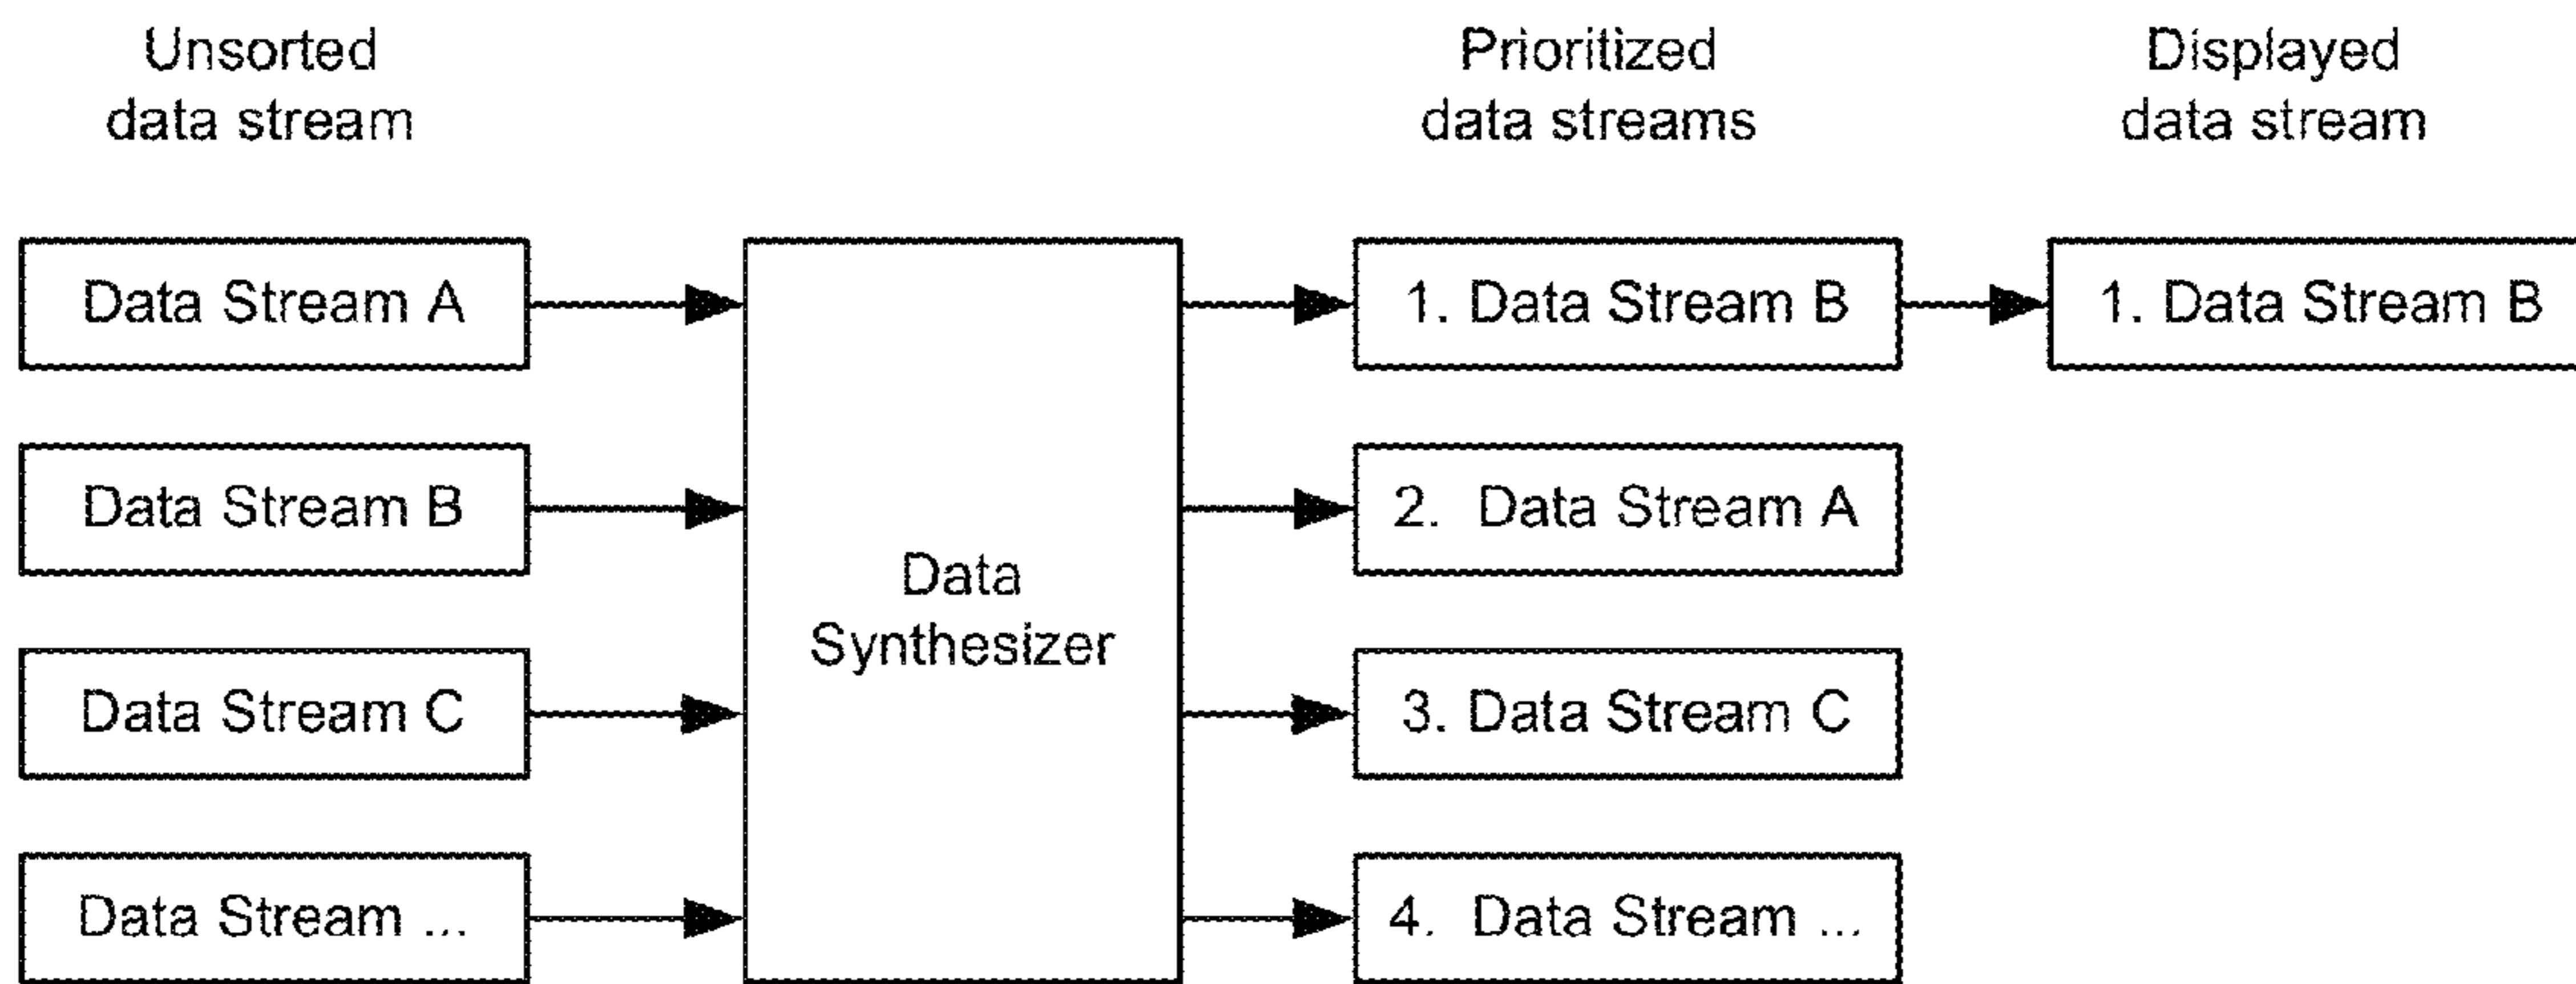 Unsorted
data stream
Prioritized
data streams
Displayed
data stream
Data Stream A
1. Data Stream B
1. Data Stream B
Data Stream B
2. Data Stream A
Data
Synthesizer
Data Stream C
3. Data Stream C
Data Stream ...
4. Data Stream ...